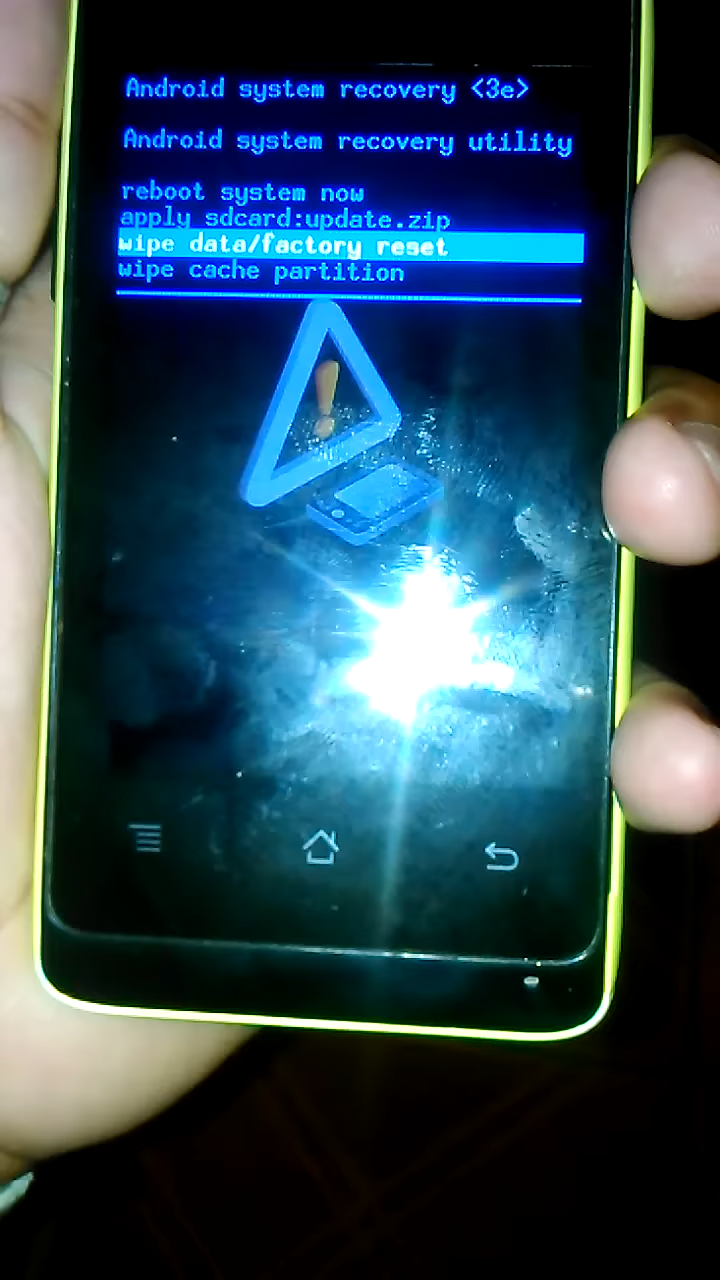 Android system recovery <3e>
Android system recovery utility
reboot system now
apply sdcard:update.zip
wipe data/factory reset
wipe cache partition